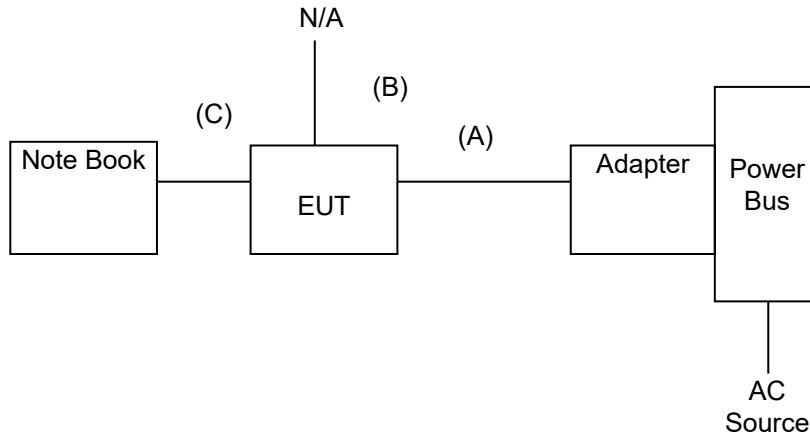 N/A
(B)
(C)
(A)
Note Book
EUT
Adapter
Power
Bus
AC
Source